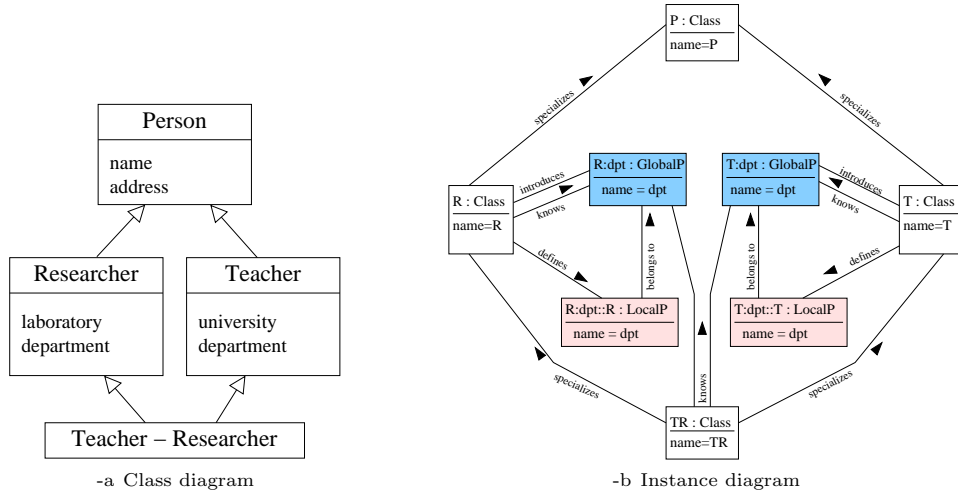 Person
name
address
Researcher
laboratory
department
Teacher
university
department
Teacher – Researcher
-a Class diagram
P : Class
name=P
specializes
specializes
R:dpt : GlobalP
name = dpt
T:dpt : GlobalP
name = dpt
introduces
knows
introduces
knows
R : Class
name=R
T : Class
name=T
defines
belongs to
belongs to
defines
R:dpt::R : LocalP
name = dpt
T:dpt::T : LocalP
name = dpt
specializes
knows
specializes
TR : Class
name=TR
-b Instance diagram